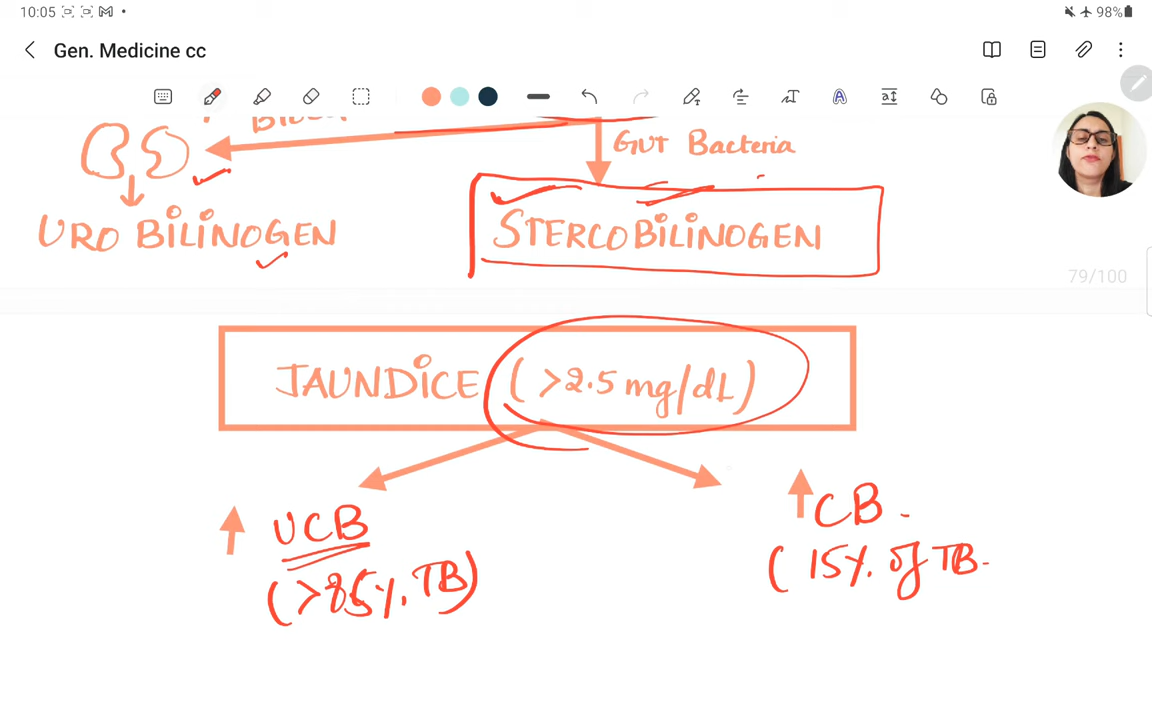 10:05
98%
Gen. Medicine cc
GUT Bacteria
URO BILINOGEN
STERCOBILINOGEN
79/100
JAUNDICE (>2.5 mg/dL)
↑ UCB
(>85% TB)
↑ CB.
( 15% of TB.